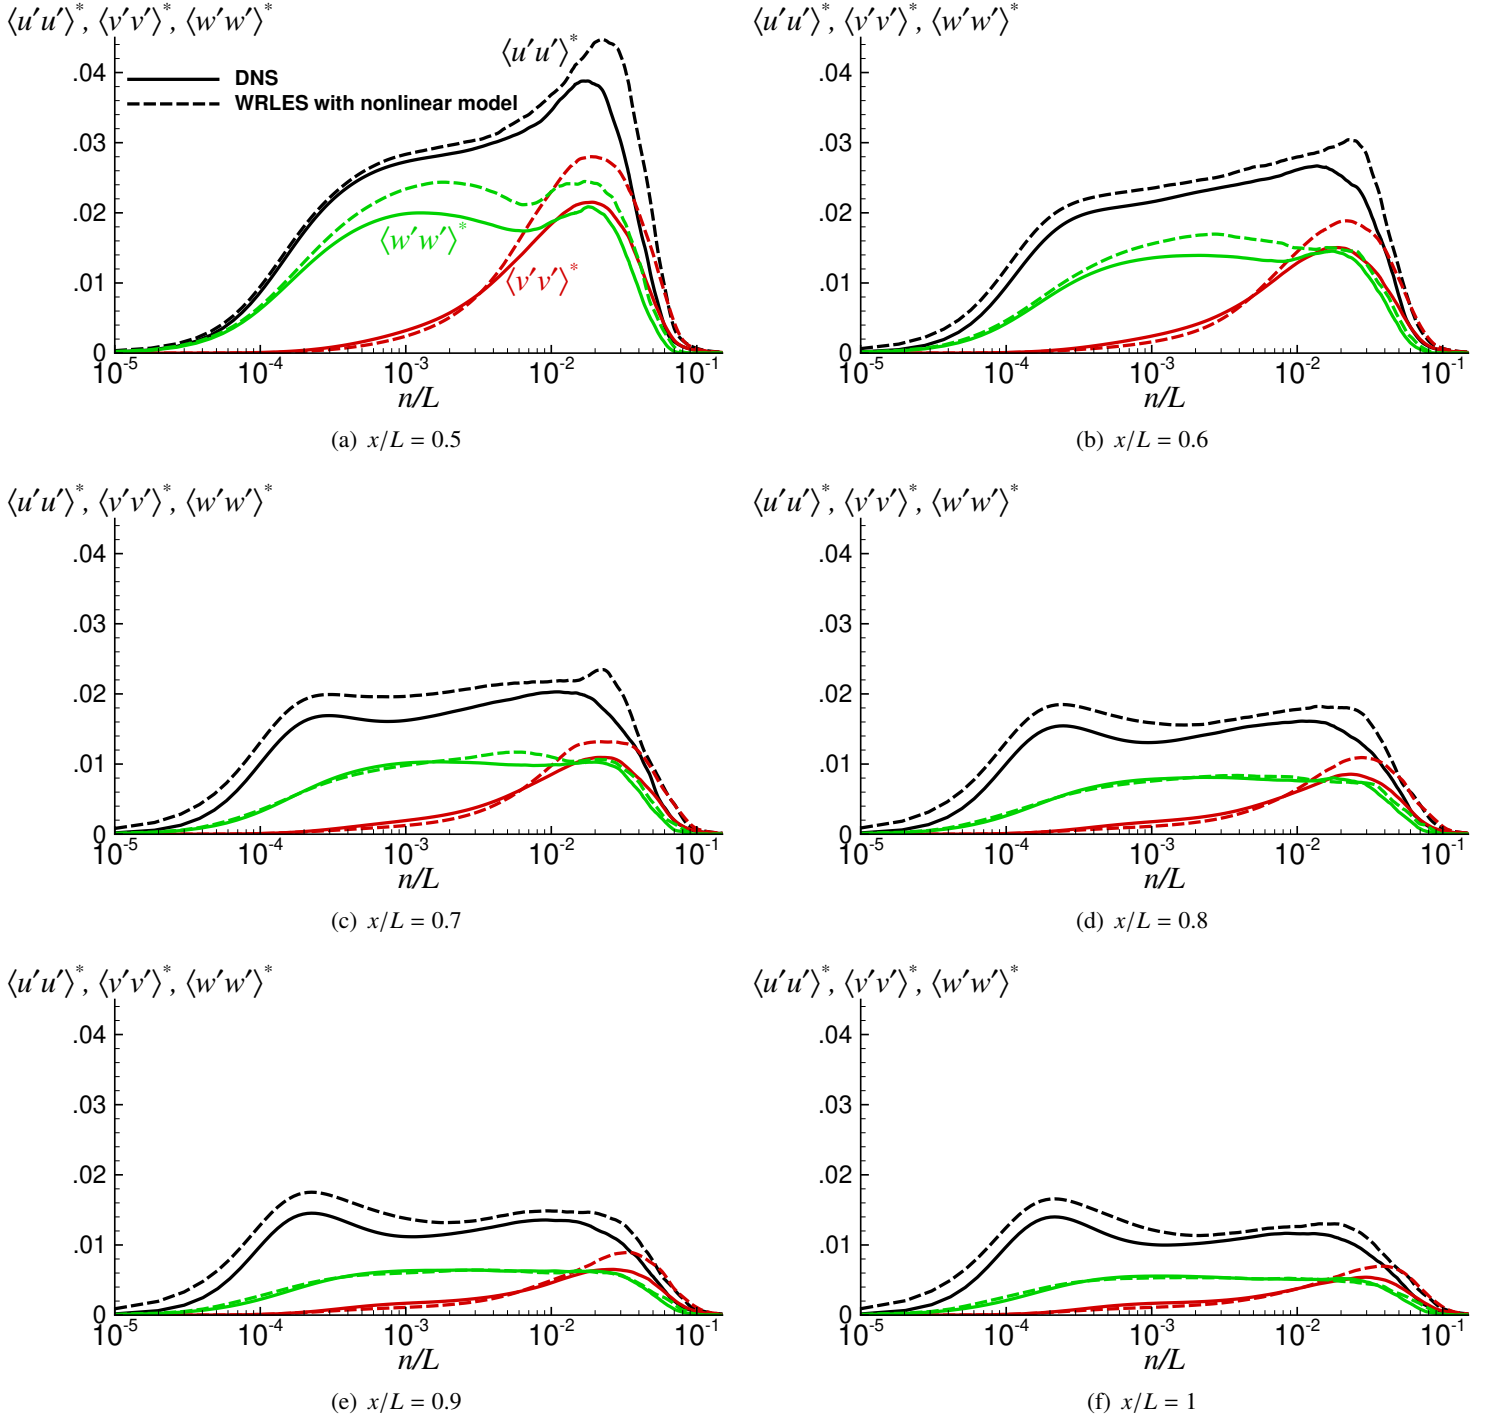 ⟨u′u′⟩*, ⟨v′v′⟩*, ⟨w′w′⟩*
.04
.03
.02
.01
0
DNS
WRLES with nonlinear model
⟨u′u′⟩*
⟨w′w′⟩*
⟨v′v′⟩*
10-5 10-4 10-3 10-2 10-1
n/L
(a) x/L = 0.5
⟨u′u′⟩*, ⟨v′v′⟩*, ⟨w′w′⟩*
.04
.03
.02
.01
0
10-5 10-4 10-3 10-2 10-1
n/L
(b) x/L = 0.6
⟨u′u′⟩*, ⟨v′v′⟩*, ⟨w′w′⟩*
.04
.03
.02
.01
0
10-5 10-4 10-3 10-2 10-1
n/L
(c) x/L = 0.7
⟨u′u′⟩*, ⟨v′v′⟩*, ⟨w′w′⟩*
.04
.03
.02
.01
0
10-5 10-4 10-3 10-2 10-1
n/L
(d) x/L = 0.8
⟨u′u′⟩*, ⟨v′v′⟩*, ⟨w′w′⟩*
.04
.03
.02
.01
0
10-5 10-4 10-3 10-2 10-1
n/L
(e) x/L = 0.9
⟨u′u′⟩*, ⟨v′v′⟩*, ⟨w′w′⟩*
.04
.03
.02
.01
0
10-5 10-4 10-3 10-2 10-1
n/L
(f) x/L = 1